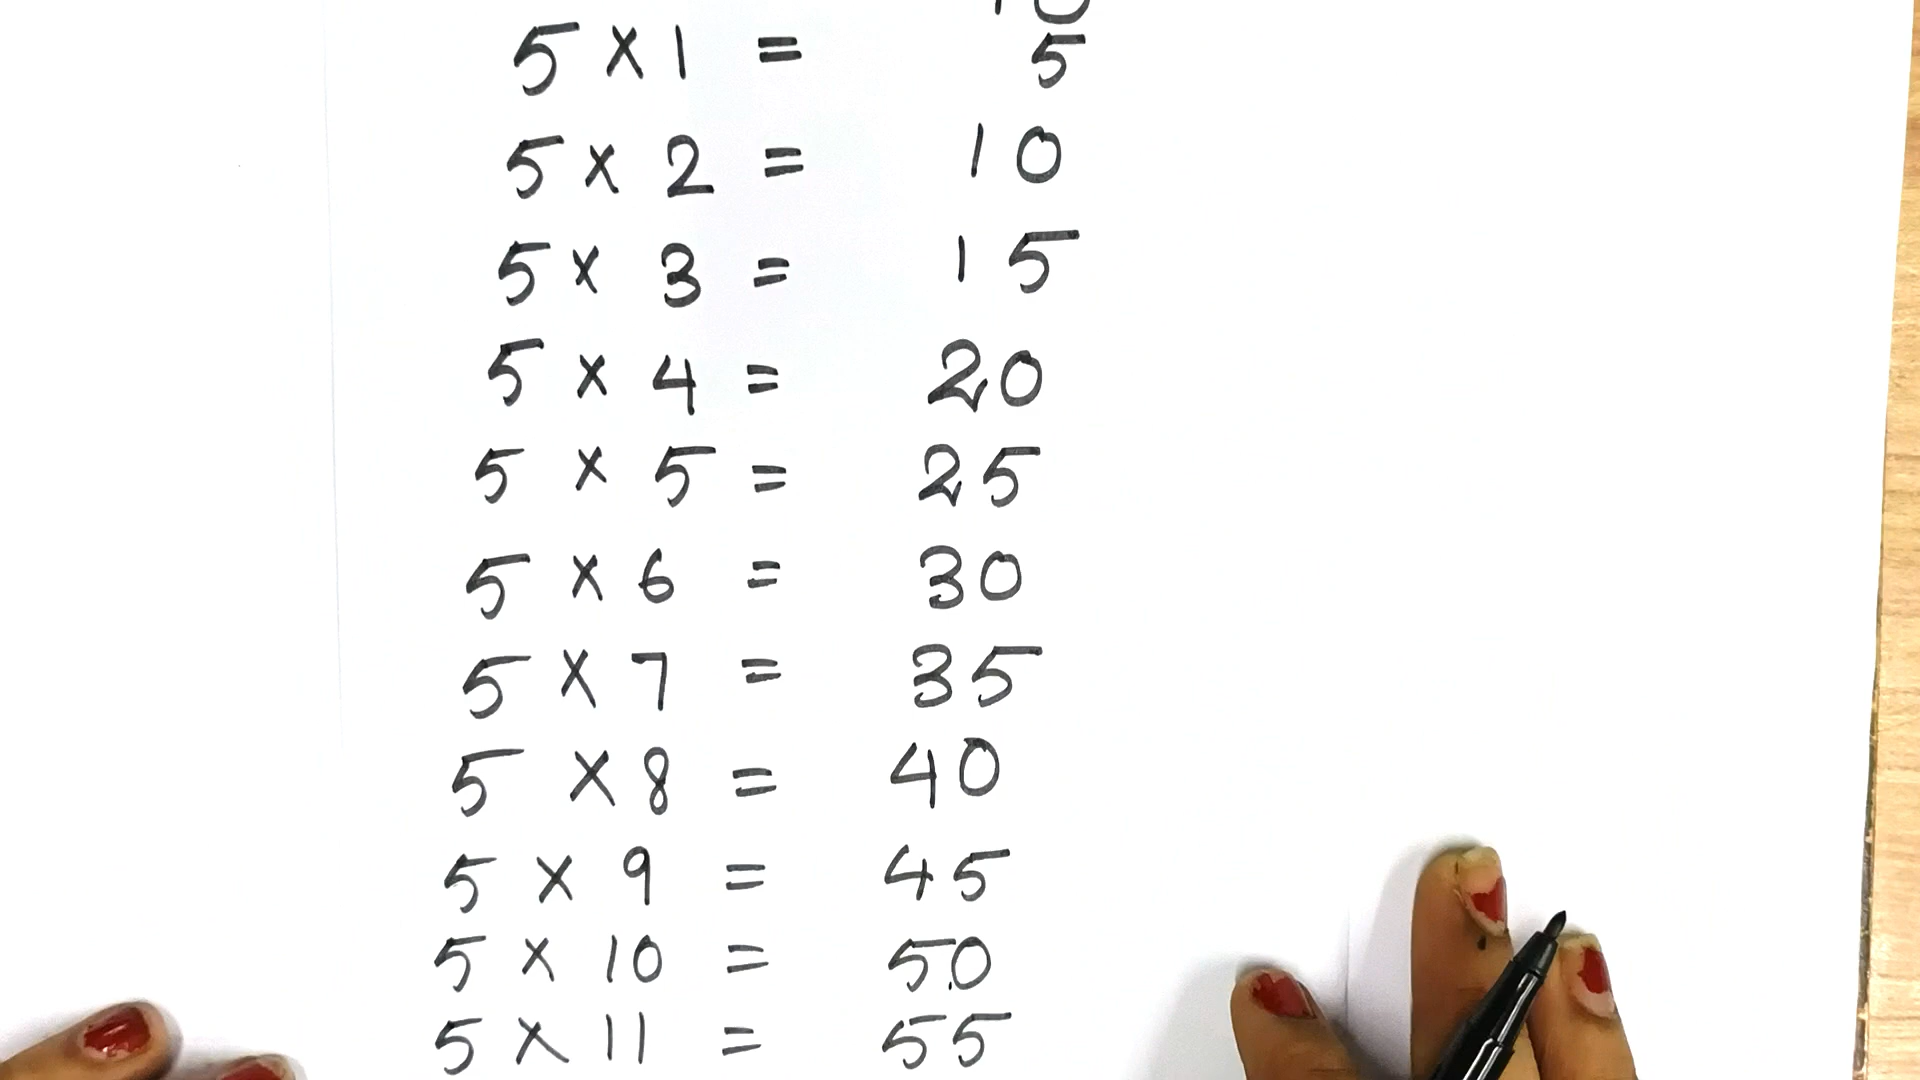 5 × 1 = 5
5 × 2 = 10
5 × 3 = 15
5 × 4 = 20
5 × 5 = 25
5 × 6 = 30
5 × 7 = 35
5 × 8 = 40
5 × 9 = 45
5 × 10 = 50
5 × 11 = 55